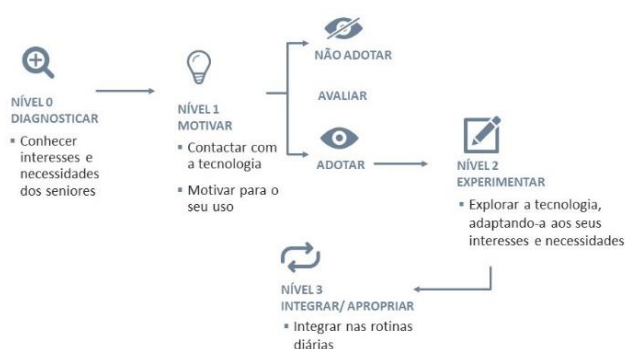 NÍVEL 0
DIAGNOSTICAR
▪ Conhecer
interesses e
necessidades
dos seniores
NÍVEL 1
MOTIVAR
▪ Contactar com
a tecnologia
▪ Motivar para o
seu uso
NÃO ADOTAR
AVALIAR
ADOTAR
NÍVEL 2
EXPERIMENTAR
▪ Explorar a tecnologia,
adaptando-a aos seus
interesses e necessidades
NÍVEL 3
INTEGRAR/ APROPRIAR
▪ Integrar nas rotinas
diárias